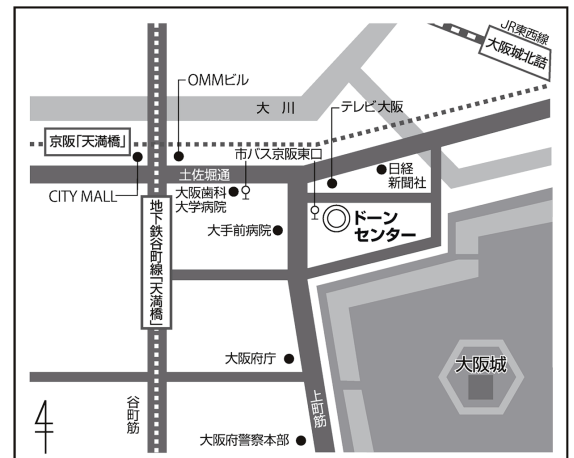 JR東西線
大阪城北詰
OMMビル
大川
テレビ大阪
京阪「天満橋」
市バス京阪東口
土佐堀通
日経
新聞社
CITY MALL
大阪歯科
大学病院
ドーン
センター
大手前病院
地下鉄谷町線「天満橋」
大阪府庁
大阪城
谷町筋
上町筋
大阪府警察本部